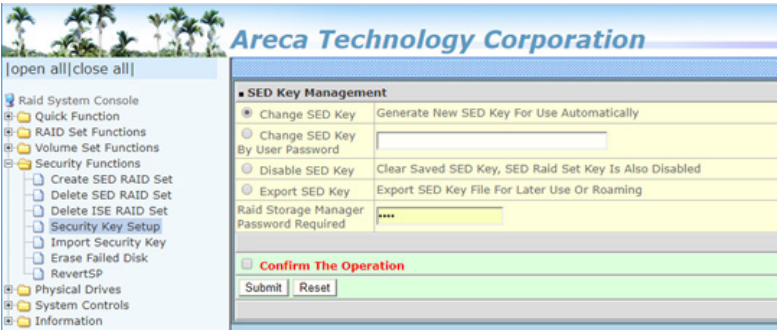 Areca Technology Corporation
|open all|close all|
Raid System Console
Quick Function
RAID Set Functions
Volume Set Functions
Security Functions
Create SED RAID Set
Delete SED RAID Set
Delete ISE RAID Set
Security Key Setup
Import Security Key
Erase Failed Disk
RevertSP
Physical Drives
System Controls
Information
SED Key Management
Change SED Key Generate New SED Key For Use Automatically
Change SED Key
By User Password
Disable SED Key Clear Saved SED Key, SED Raid Set Key Is Also Disabled
Export SED Key Export SED Key File For Later Use Or Roaming
Raid Storage Manager
Password Required ••••
Confirm The Operation
Submit Reset